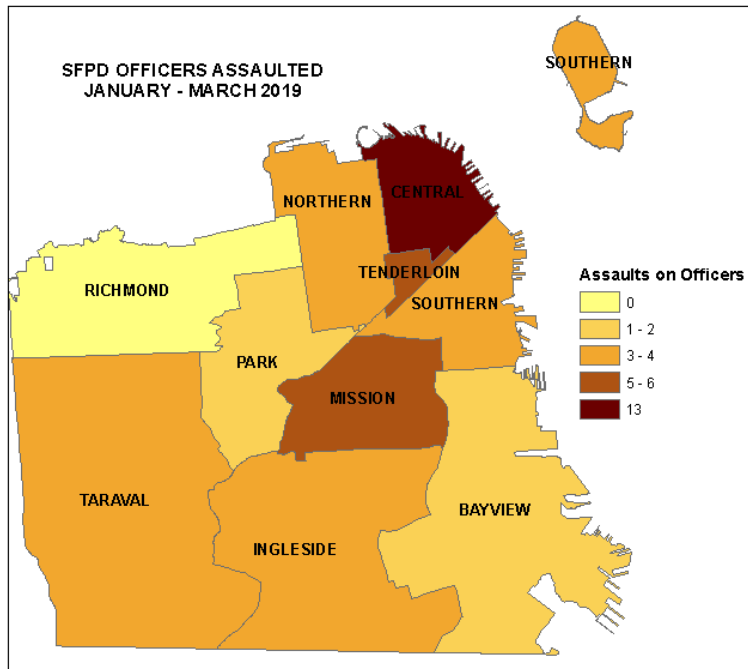 SFPD OFFICERS ASSAULTED
JANUARY - MARCH 2019
SOUTHERN
CENTRAL
NORTHERN
TENDERLOIN
SOUTHERN
RICHMOND
PARK
MISSION
TARAVAL
INGLESIDE
BAYVIEW
Assaults on Officers
0
1 - 2
3 - 4
5 - 6
13